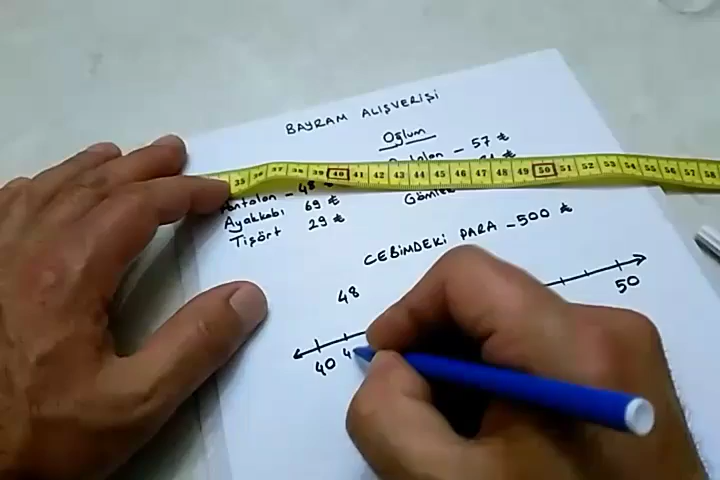 BAYRAM ALIŞVERİŞİ
Oğlum
57 ₺
35 36 37 38 39 40 41 42 43 44 45 46 47 48 49 50 51 52 53 54 55 56 57 58
Pantolon - 48
Ayakkabı 69 ₺
Tişört 29 ₺
CEBİMDEKİ PARA - 500 ₺
48
50
40 4